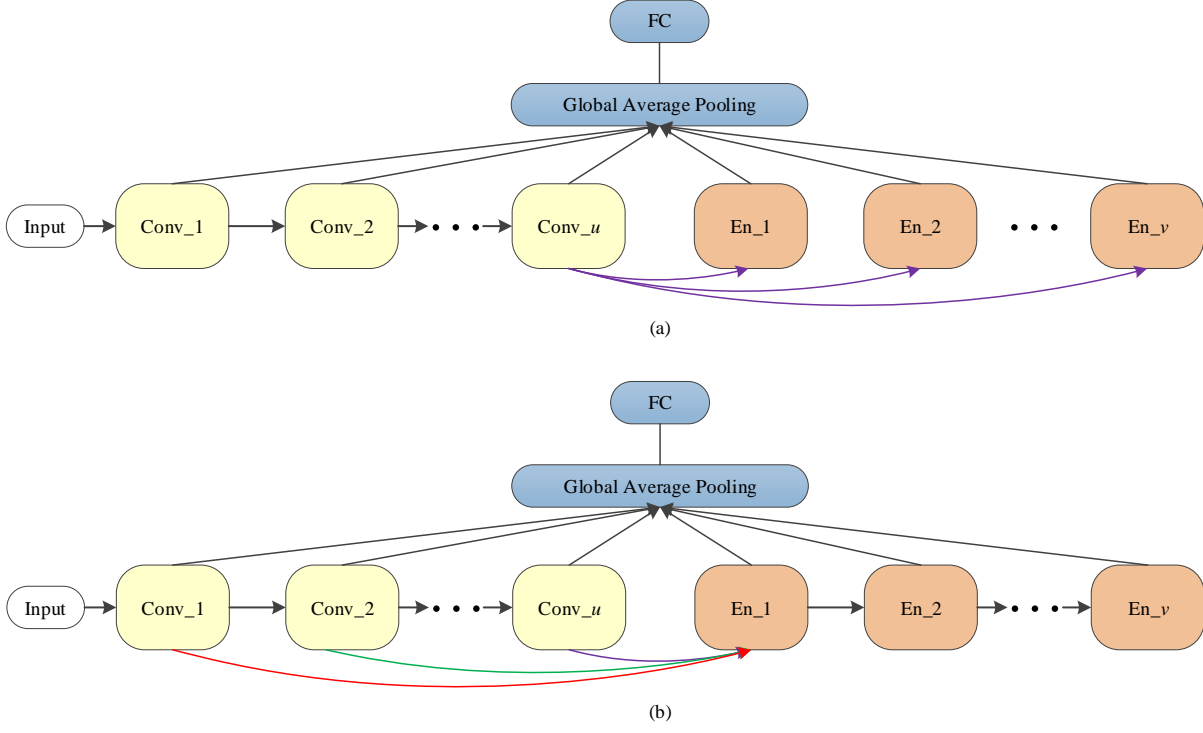 FC
Global Average Pooling
Input Conv_1 Conv_2 ••• Conv_u En_1 En_2 ••• En_v
(a)
FC
Global Average Pooling
Input Conv_1 Conv_2 ••• Conv_u En_1 En_2 ••• En_v
(b)